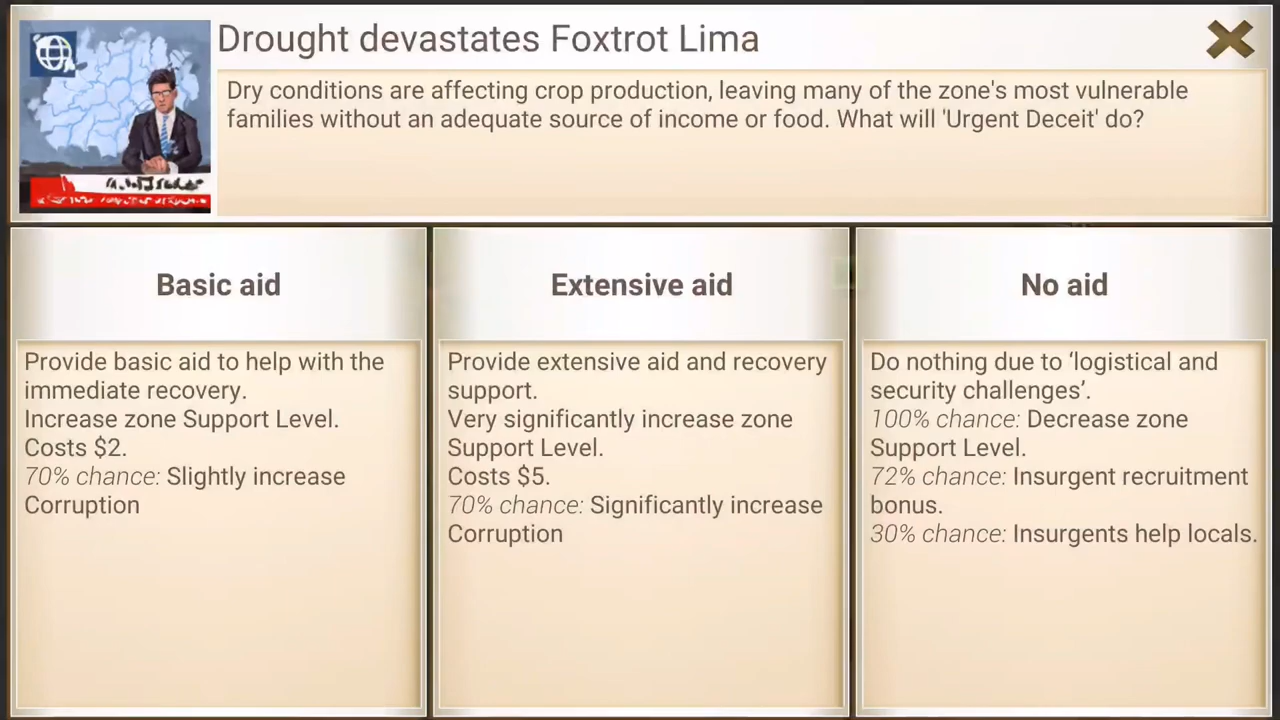 Drought devastates Foxtrot Lima
Dry conditions are affecting crop production, leaving many of the zone's most vulnerable
families without an adequate source of income or food. What will 'Urgent Deceit' do?
Basic aid
Provide basic aid to help with the
immediate recovery.
Increase zone Support Level.
Costs $2.
70% chance: Slightly increase
Corruption
Extensive aid
Provide extensive aid and recovery
support.
Very significantly increase zone
Support Level.
Costs $5.
70% chance: Significantly increase
Corruption
No aid
Do nothing due to ‘logistical and
security challenges’.
100% chance: Decrease zone
Support Level.
72% chance: Insurgent recruitment
bonus.
30% chance: Insurgents help locals.